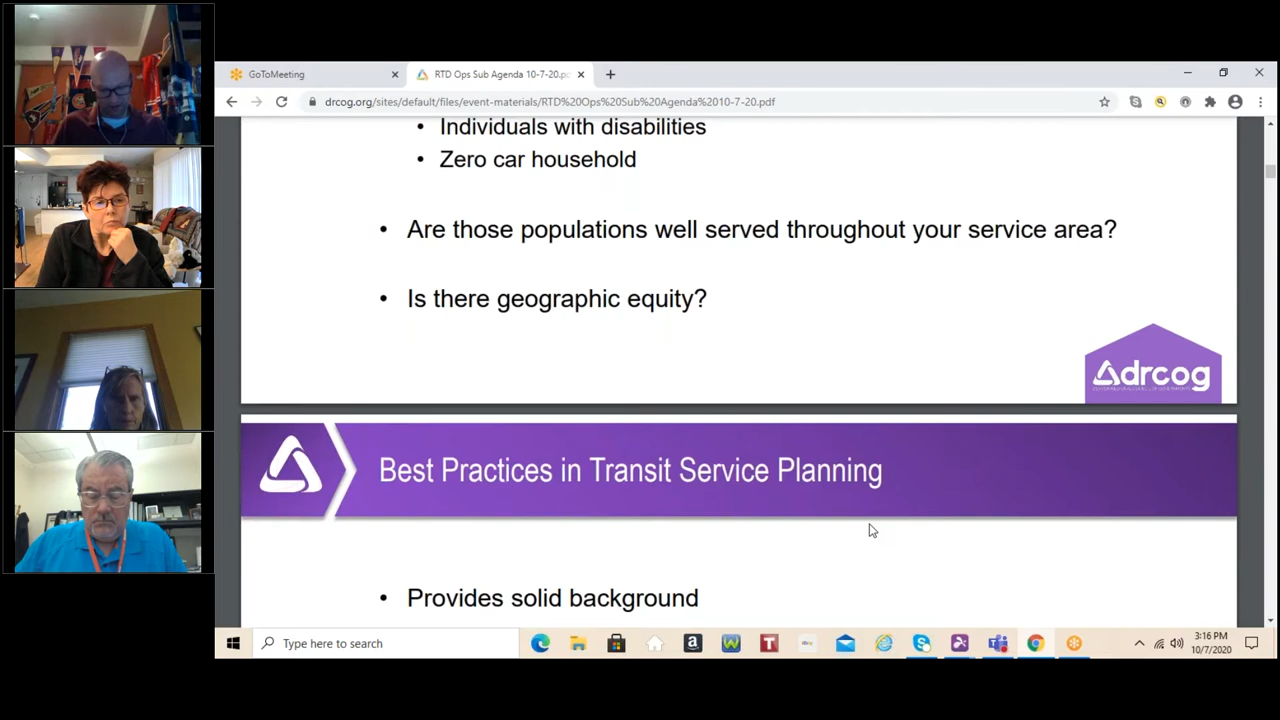 GoToMeeting
RTD Ops Sub Agenda 10-7-20.pd
drcog.org/sites/default/files/event-materials/RTD%20Ops%20Sub%20Agenda%2010-7-20.pdf
• Individuals with disabilities
• Zero car household
• Are those populations well served throughout your service area?
• Is there geographic equity?
drcog
Best Practices in Transit Service Planning
• Provides solid background
Type here to search
3:16 PM
10/7/2020